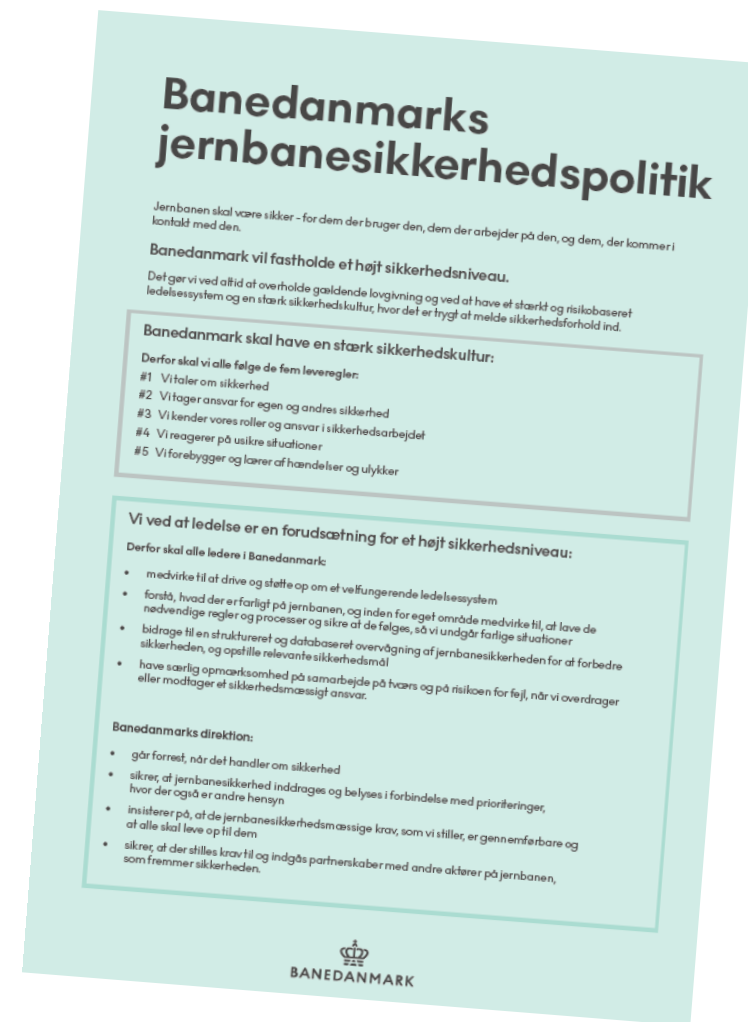 Banedanmarks
jernbanesikkerhedspolitik
Jernbanen skal være sikker - for dem der bruger den, dem der arbejder på den, og dem, der kommer i
kontakt med den.
Banedanmark vil fastholde et højt sikkerhedsniveau.
Det gør vi ved altid at overholde gældende lovgivning og ved at have et stærkt og risikobaseret
ledelsessystem og en stærk sikkerhedskultur, hvor det er trygt at melde sikkerhedsforhold ind.
Banedanmark skal have en stærk sikkerhedskultur:
Derfor skal vi alle følge de fem leveregler:
#1 Vi taler om sikkerhed
#2 Vi tager ansvar for egen og andres sikkerhed
#3 Vi kender vores roller og ansvar i sikkerhedsarbejdet
#4 Vi reagerer på usikre situationer
#5 Vi forebygger og lærer af hændelser og ulykker
Vi ved at ledelse er en forudsætning for et højt sikkerhedsniveau:
Derfor skal alle ledere i Banedanmark:
• medvirke til at drive og støtte op om et velfungerende ledelsessystem
• forstå, hvad der er farligt på jernbanen, og inden for eget område medvirke til, at lave de
nødvendige regler og processer og sikre at de følges, så vi undgår farlige situationer
• bidrage til en struktureret og databaseret overvågning af jernbanesikkerheden for at forbedre
sikkerheden, og opstille relevante sikkerhedsmål
• have særlig opmærksomhed på samarbejde på tværs og på risikoen for fejl, når vi overdrager
eller modtager et sikkerhedsmæssigt ansvar.
Banedanmarks direktion:
• går forrest, når det handler om sikkerhed
• sikrer, at jernbanesikkerhed inddrages og belyses i forbindelse med prioriteringer,
hvor der også er andre hensyn
• insisterer på, at de jernbanesikkerhedsmæssige krav, som vi stiller, er gennemførbare og
at alle skal leve op til dem
• sikrer, at der stilles krav til og indgås partnerskaber med andre aktører på jernbanen,
som fremmer sikkerheden.
BANEDANMARK